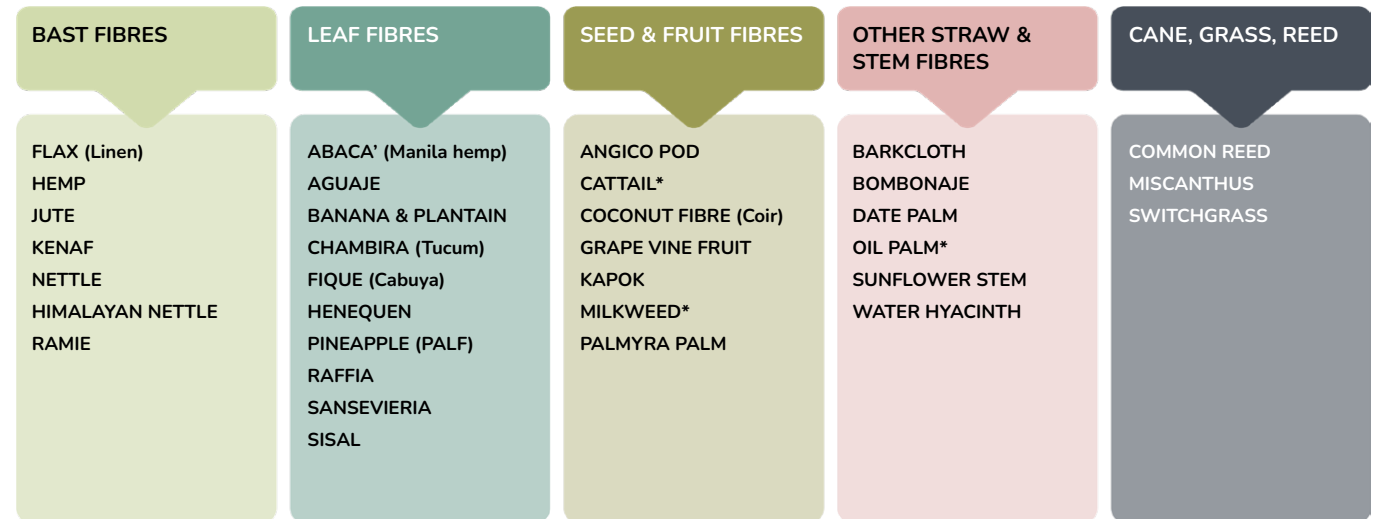 BAST FIBRES
FLAX (Linen)
HEMP
JUTE
KENAF
NETTLE
HIMALAYAN NETTLE
RAMIE
LEAF FIBRES
ABACA’ (Manila hemp)
AGUAJE
BANANA & PLANTAIN
CHAMBIRA (Tucum)
FIQUE (Cabuya)
HENEQUEN
PINEAPPLE (PALF)
RAFFIA
SANSEVIERIA
SISAL
SEED & FRUIT FIBRES
ANGICO POD
CATTAIL*
COCONUT FIBRE (Coir)
GRAPE VINE FRUIT
KAPOK
MILKWEED*
PALMYRA PALM
OTHER STRAW &
STEM FIBRES
BARKCLOTH
BOMBONAJE
DATE PALM
OIL PALM*
SUNFLOWER STEM
WATER HYACINTH
CANE, GRASS, REED
COMMON REED
MISCANTHUS
SWITCHGRASS